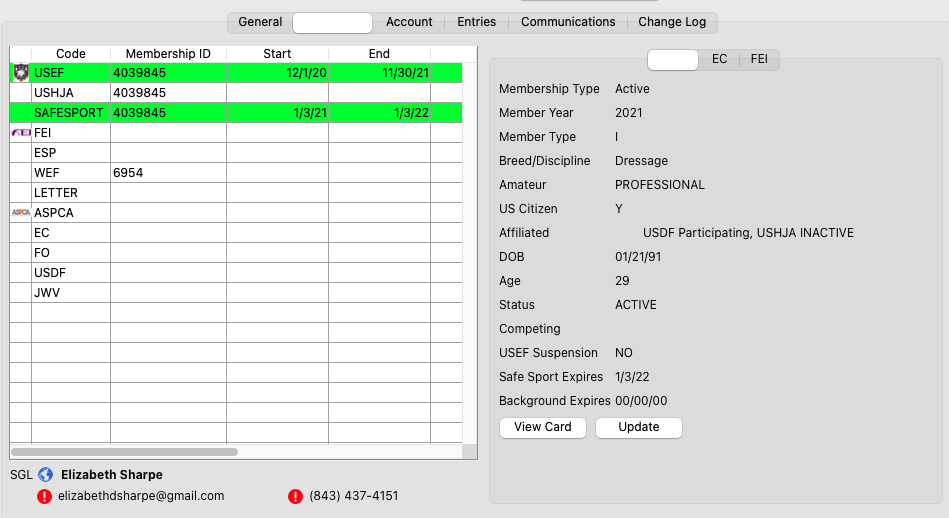 General Account Entries Communications Change Log
Code Membership ID Start End
USEF 4039845 12/1/20 11/30/21
USHJA 4039845
SAFESPORT 4039845 1/3/21 1/3/22
FEI FEI
ESP
WEF 6954
LETTER
ASPCA ASPCA
EC
FO
USDF
JWV
SGL Elizabeth Sharpe
elizabethdsharpe@gmail.com (843) 437-4151
EC FEI
Membership Type Active
Member Year 2021
Member Type I
Breed/Discipline Dressage
Amateur PROFESSIONAL
US Citizen Y
Affiliated USDF Participating, USHJA INACTIVE
DOB 01/21/91
Age 29
Status ACTIVE
Competing
USEF Suspension NO
Safe Sport Expires 1/3/22
Background Expires 00/00/00
View Card Update